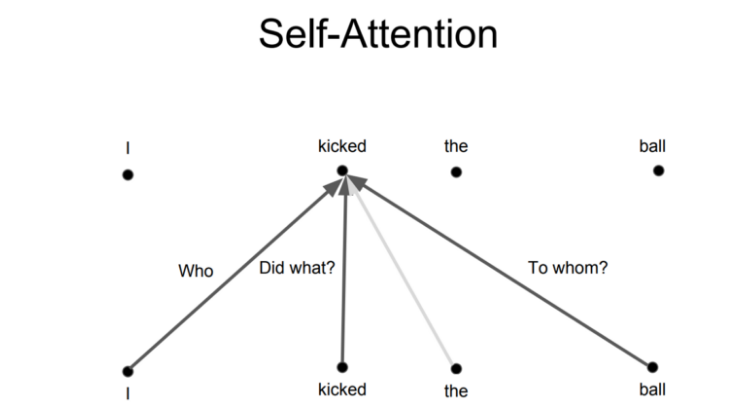 Self-Attention
I kicked the ball
Who Did what? To whom?
I kicked the ball